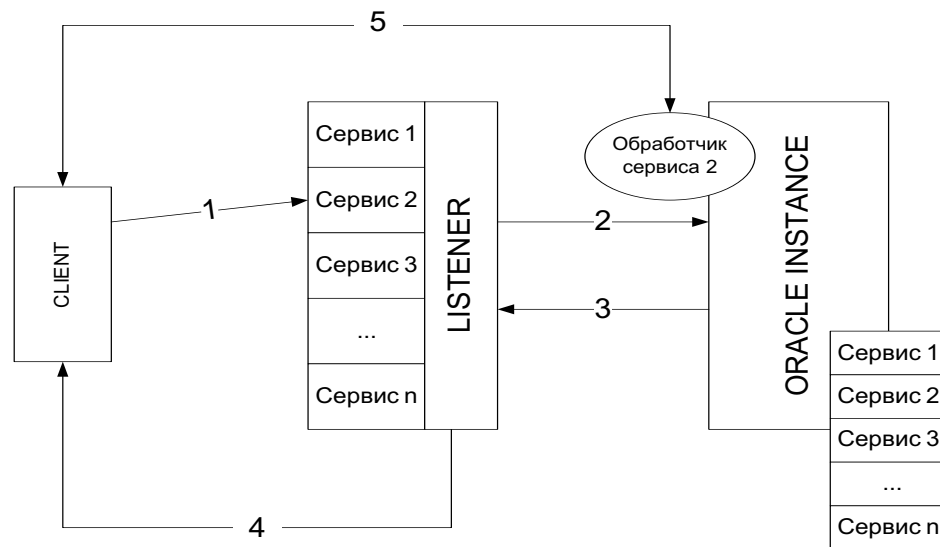 5
Сервис 1
Сервис 2
Сервис 3
...
Сервис n
LISTENER
Обработчик
сервиса 2
ORACLE INSTANCE
CLIENT
1
2
3
Сервис 1
Сервис 2
Сервис 3
...
Сервис n
4